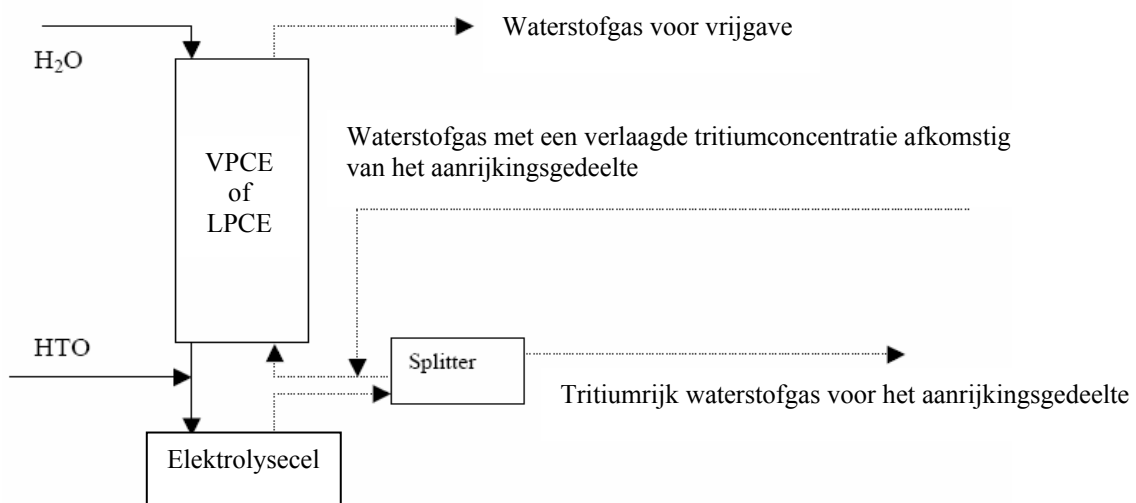 Waterstofgas voor vrijgave
H₂O
Waterstofgas met een verlaagde tritiumconcentratie afkomstig
van het aanrijkingsgedeelte
VPCE
of
LPCE
HTO
Splitter
Tritiumrijk waterstofgas voor het aanrijkingsgedeelte
Elektrolysecel